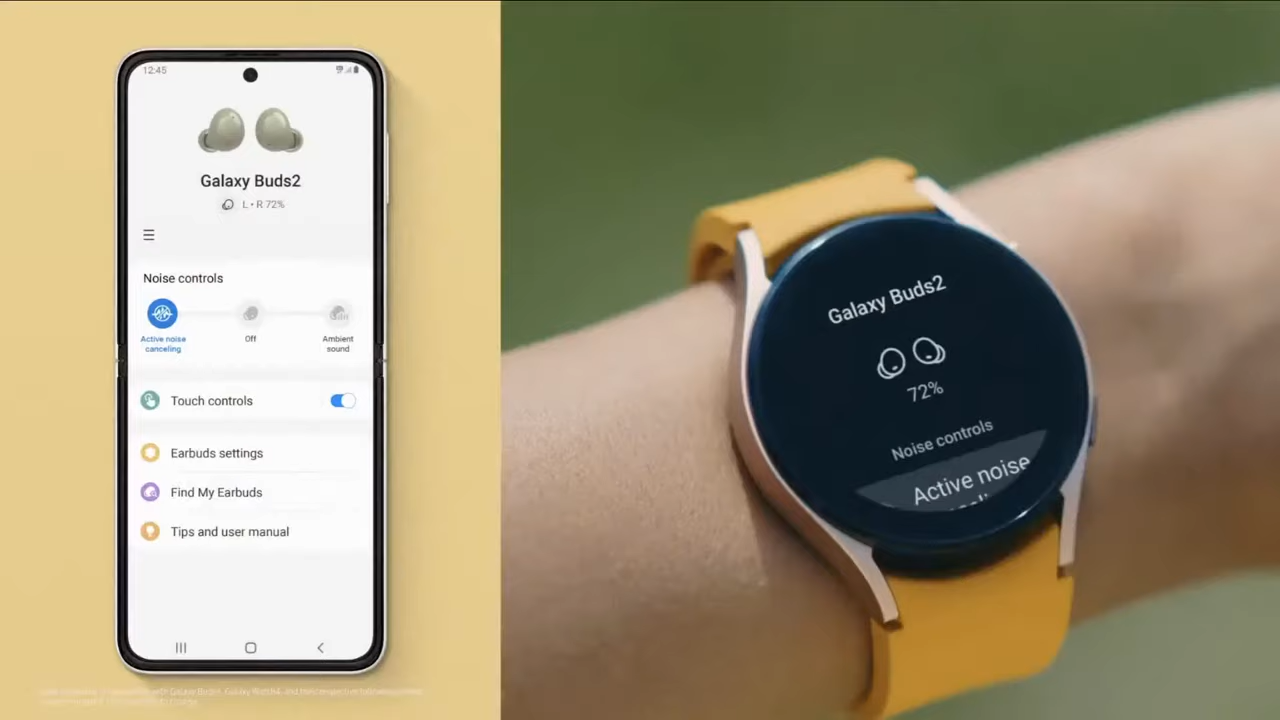 12:45
Galaxy Buds2
L • R 72%
Noise controls
Active noise
canceling
Off
Ambient
sound
Touch controls
Earbuds settings
Find My Earbuds
Tips and user manual
Galaxy Buds2
72%
Noise controls
Active noise